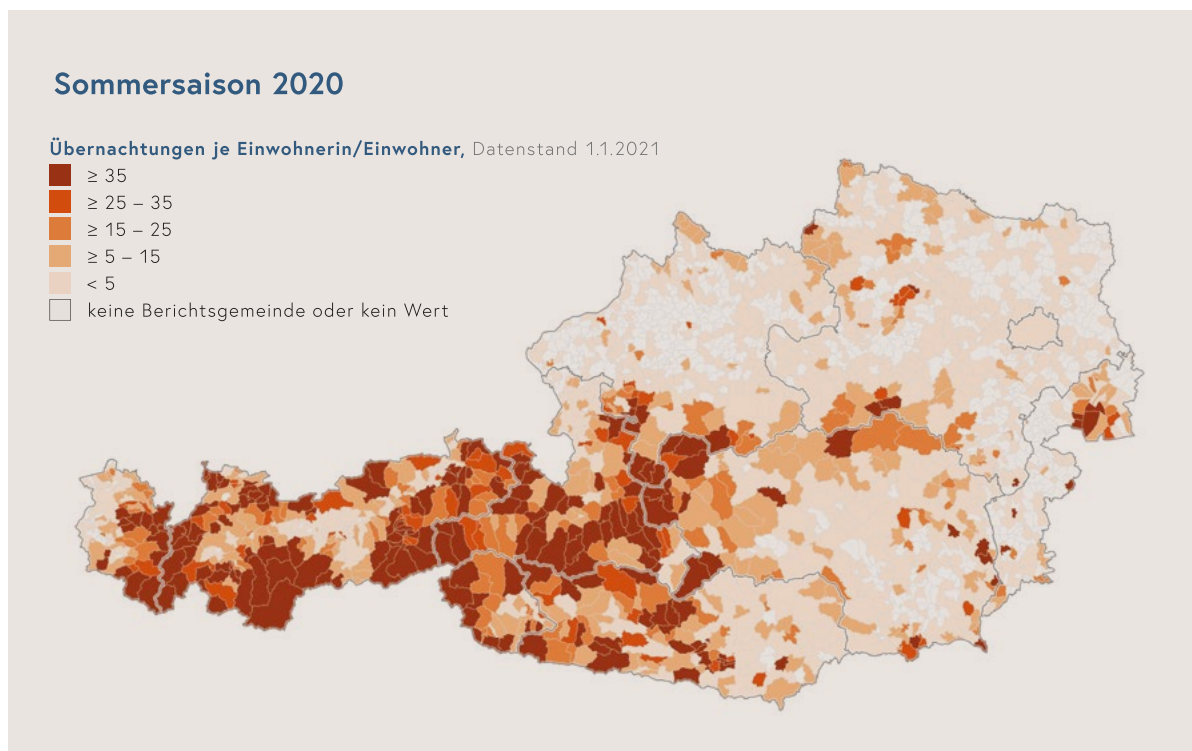 Sommersaison 2020
Übernachtungen je Einwohnerin/Einwohner, Datenstand 1.1.2021
≥ 35
≥ 25 – 35
≥ 15 – 25
≥ 5 – 15
< 5
keine Berichtsgemeinde oder kein Wert